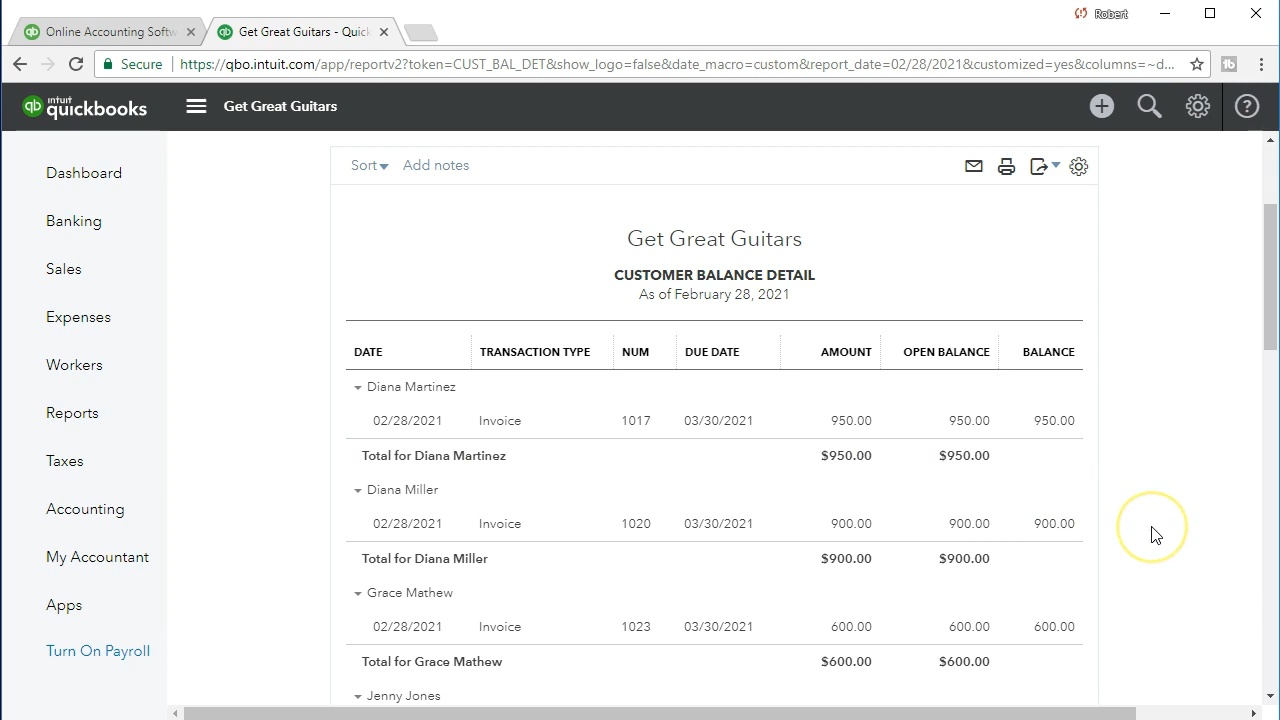 Robert
Online Accounting Softw
Get Great Guitars - Quick
Secure https://qbo.intuit.com/app/reportv2?token=CUST_BAL_DET&show_logo=false&date_macro=custom&report_date=02/28/2021&customized=yes&columns=~d...
qb intuit quickbooks
Get Great Guitars
Dashboard
Banking
Sales
Expenses
Workers
Reports
Taxes
Accounting
My Accountant
Apps
Turn On Payroll
Sort Add notes
Get Great Guitars
CUSTOMER BALANCE DETAIL
As of February 28, 2021
DATE TRANSACTION TYPE NUM DUE DATE AMOUNT OPEN BALANCE BALANCE
Diana Martinez
02/28/2021 Invoice 1017 03/30/2021 950.00 950.00 950.00
Total for Diana Martinez $950.00 $950.00
Diana Miller
02/28/2021 Invoice 1020 03/30/2021 900.00 900.00 900.00
Total for Diana Miller $900.00 $900.00
Grace Mathew
02/28/2021 Invoice 1023 03/30/2021 600.00 600.00 600.00
Total for Grace Mathew $600.00 $600.00
Jenny Jones